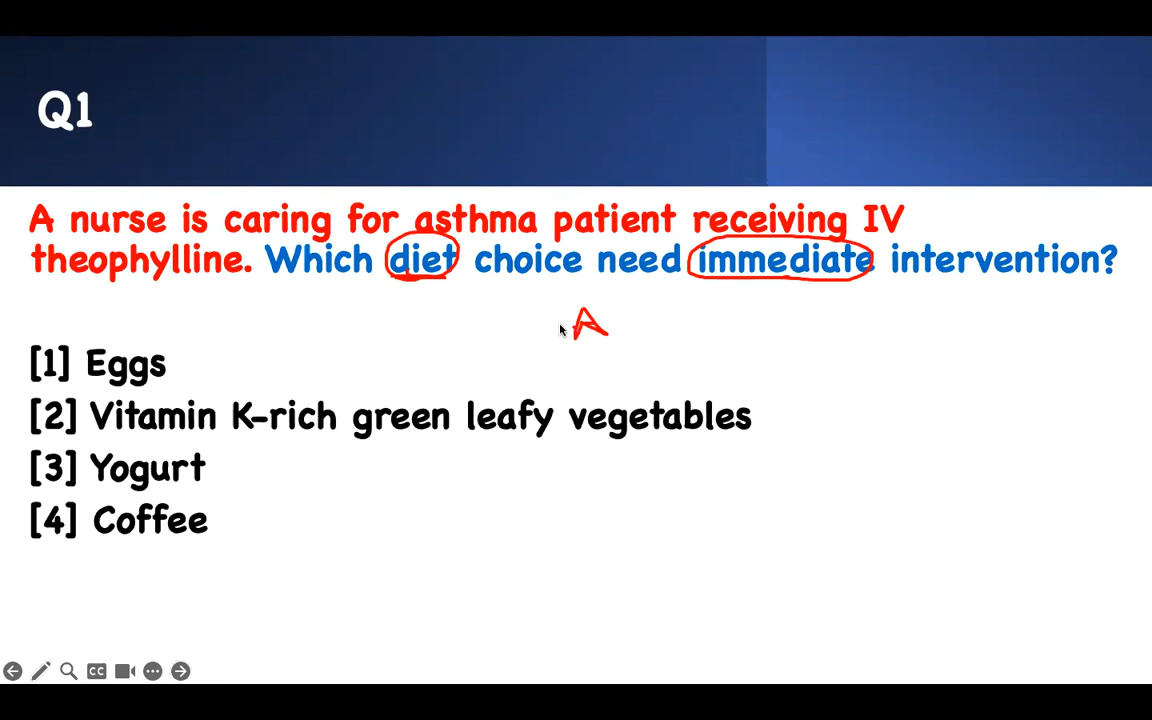 Q1
A nurse is caring for asthma patient receiving IV
theophylline. Which diet choice need immediate intervention?
A
[1] Eggs
[2] Vitamin K-rich green leafy vegetables
[3] Yogurt
[4] Coffee
CC